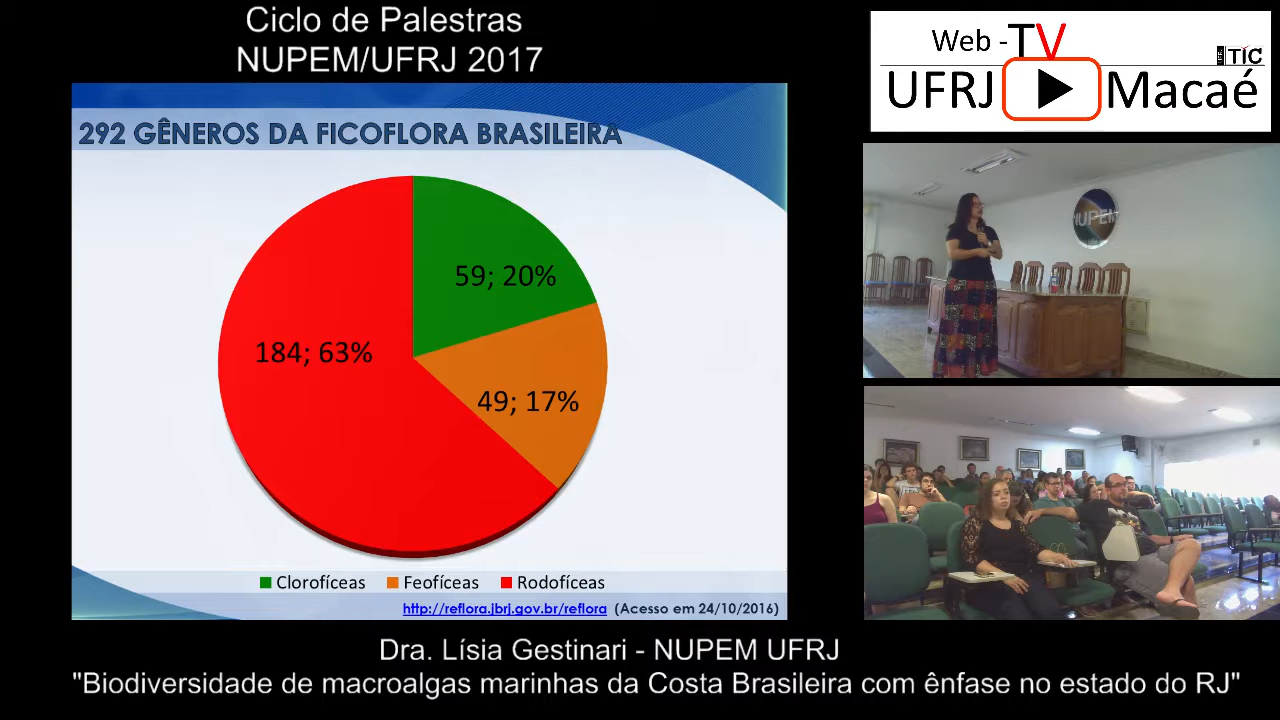 Ciclo de Palestras
NUPEM/UFRJ 2017
Web -TV
TIC
UFRJ Macaé
292 GÊNEROS DA FICOFLORA BRASILEIRA
59; 20%
184; 63%
49; 17%
Clorofíceas Feofíceas Rodofíceas
http://reflora.jbrj.gov.br/reflora (Acesso em 24/10/2016)
NUPEM
Dra. Lísia Gestinari - NUPEM UFRJ
"Biodiversidade de macroalgas marinhas da Costa Brasileira com ênfase no estado do RJ"